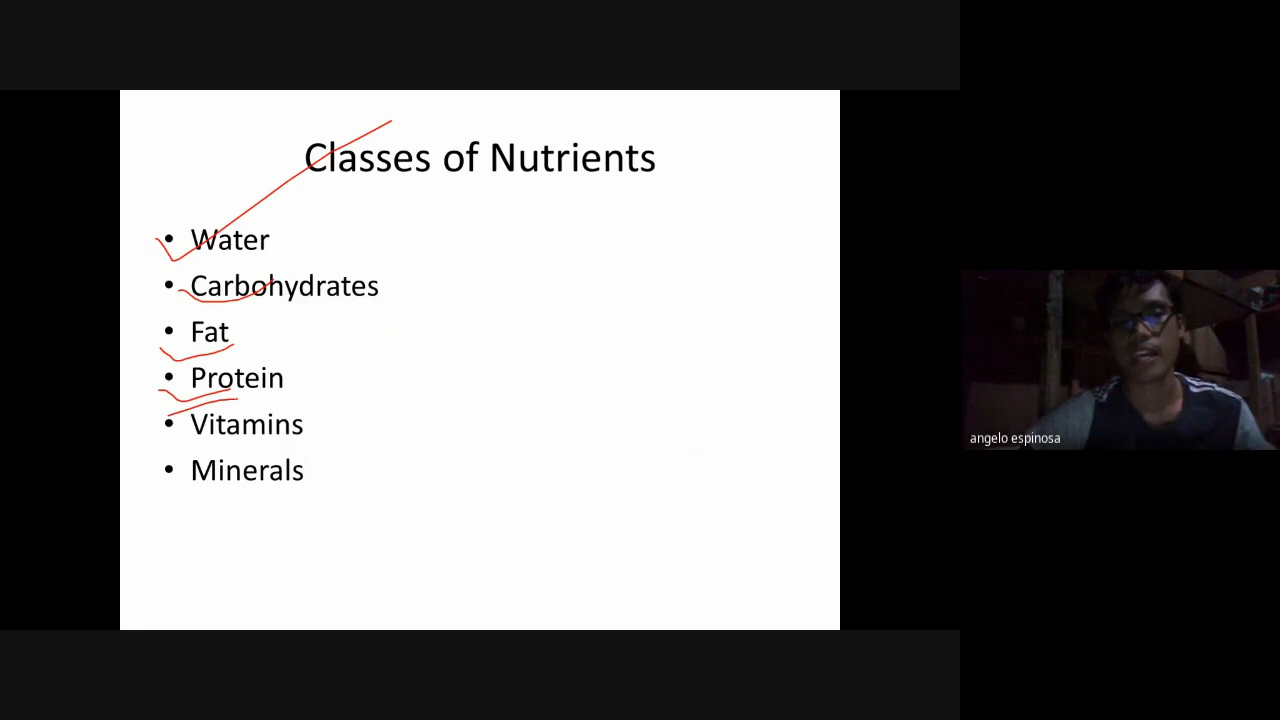 Classes of Nutrients
• Water
• Carbohydrates
• Fat
• Protein
• Vitamins
• Minerals
angelo espinosa